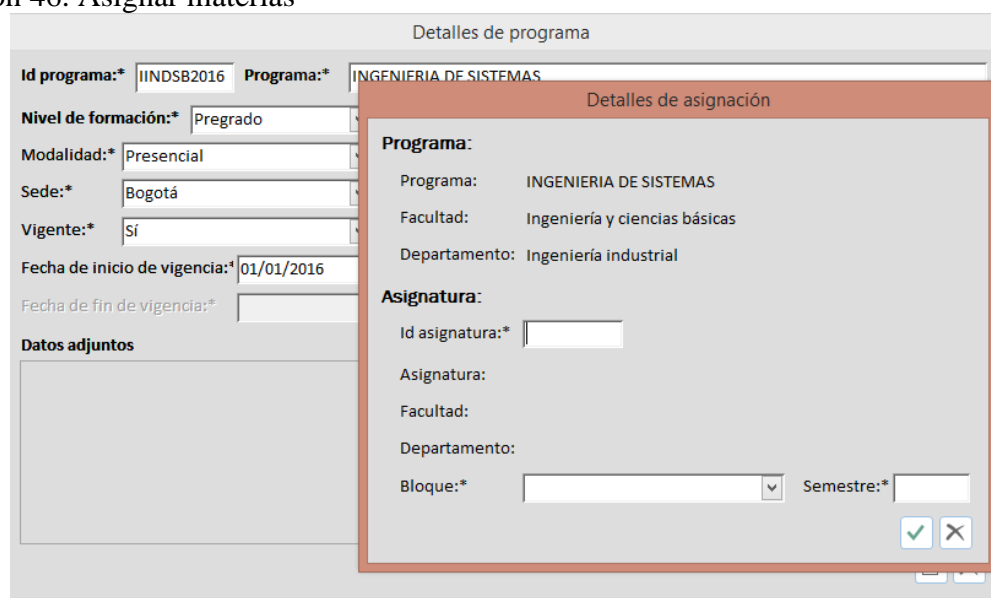 ón 46. Asignar materias
Detalles de programa
Id programa:* IINDSB2016 Programa:* INGENIERIA DE SISTEMAS
Nivel de formación:* Pregrado
Modalidad:* Presencial
Sede:* Bogotá
Vigente:* Sí
Fecha de inicio de vigencia:* 01/01/2016
Fecha de fin de vigencia:*
Datos adjuntos
Detalles de asignación
Programa:
Programa: INGENIERIA DE SISTEMAS
Facultad: Ingeniería y ciencias básicas
Departamento: Ingeniería industrial
Asignatura:
Id asignatura:*
Asignatura:
Facultad:
Departamento:
Bloque:* Semestre:*